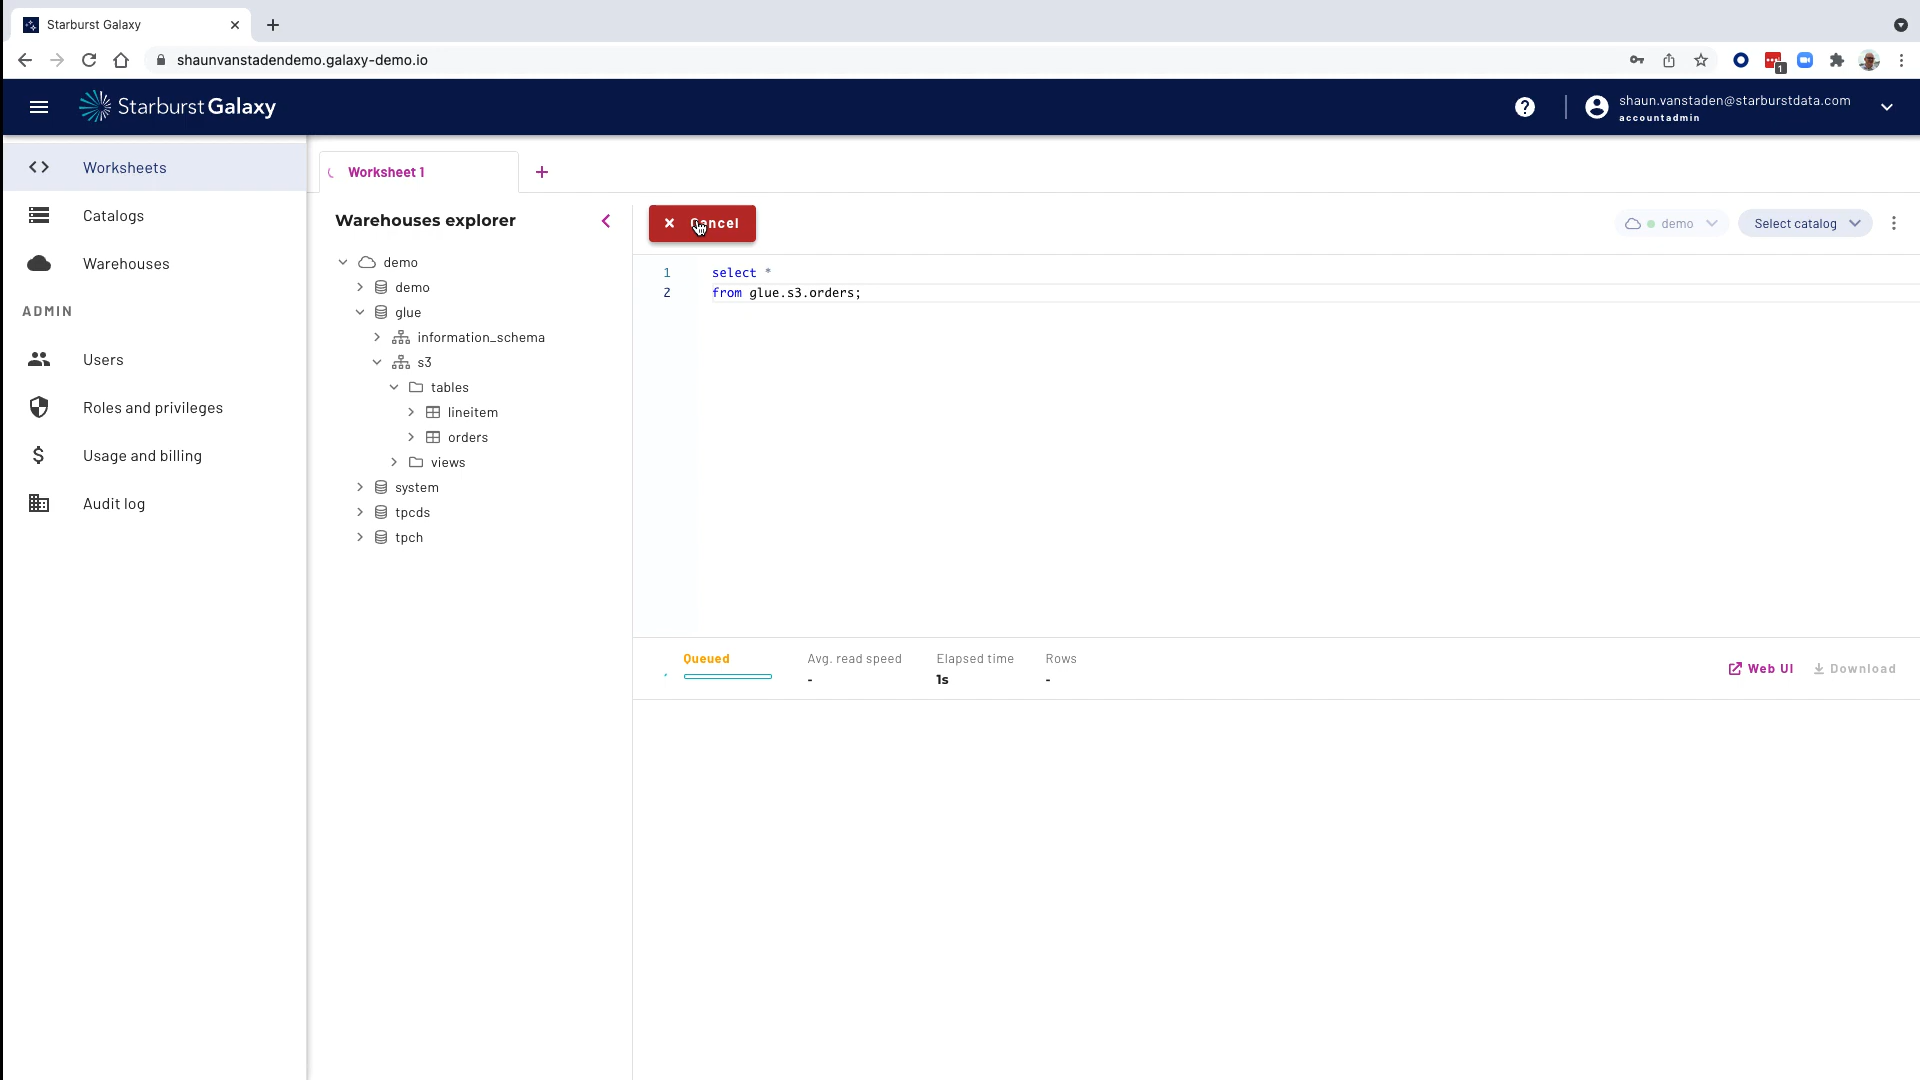 Starburst Galaxy
shaunvanstadendemo.galaxy-demo.io
1
Starburst Galaxy
shaun.vanstaden@starburstdata.com
accountadmin
Worksheets
Catalogs
Warehouses
ADMIN
Users
Roles and privileges
Usage and billing
Audit log
Worksheet 1
Warehouses explorer
demo
demo
glue
information_schema
s3
tables
lineitem
orders
views
system
tpcds
tpch
Cancel
demo
Select catalog
1 select *
2 from glue.s3.orders;
Queued
Avg. read speed
-
Elapsed time
1s
Rows
-
Web UI
Download